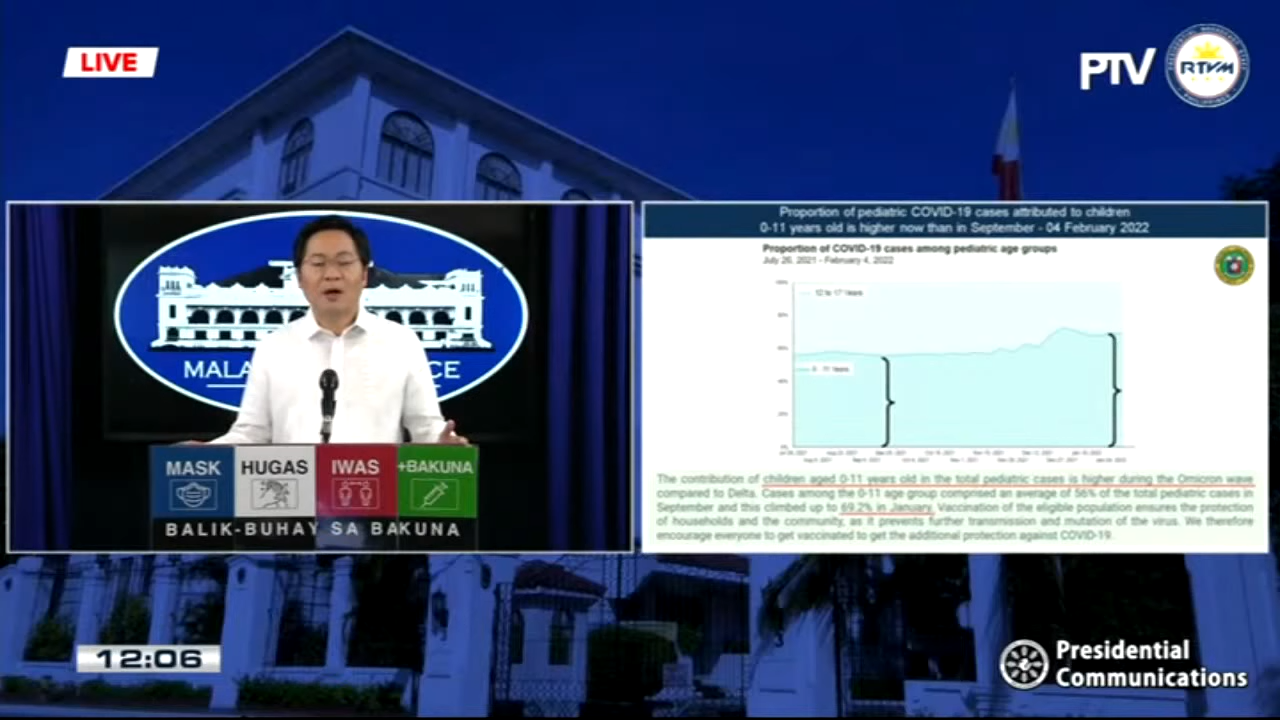 LIVE
PTV
RTVM
MALA
CE
MASK
HUGAS
IWAS
+BAKUNA
BALIK-BUHAY SA BAKUNA
Proportion of pediatric COVID-19 cases attributed to children
0-11 years old is higher now than in September - 04 February 2022
Proportion of COVID-19 cases among pediatric age groups
July 26, 2021 - February 4, 2022
12 to 17 Years
0 - 11 Years
The contribution of children aged 0-11 years old in the total pediatric cases is higher during the Omicron wave
compared to Delta. Cases among the 0-11 age group comprised an average of 56% of the total pediatric cases in
September and this climbed up to 69.2% in January. Vaccination of the eligible population ensures the protection
of households and the community, as it prevents further transmission and mutation of the virus. We therefore
encourage everyone to get vaccinated to get the additional protection against COVID-19.
12:06
Presidential
Communications